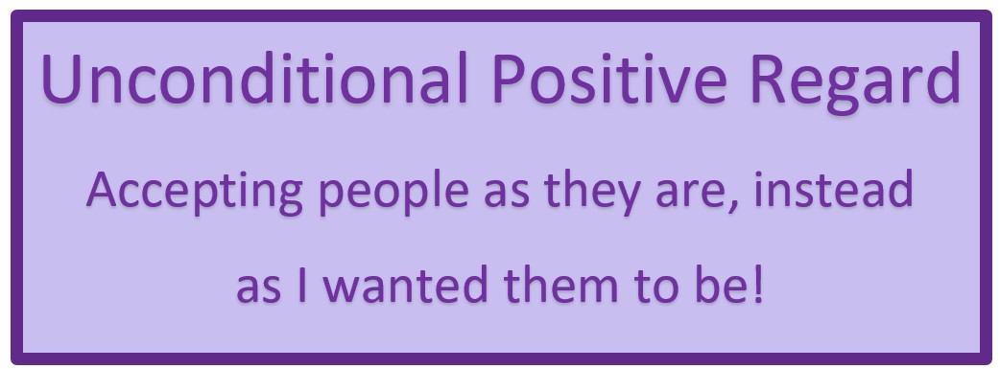 Unconditional Positive Regard
Accepting people as they are, instead
as I wanted them to be!